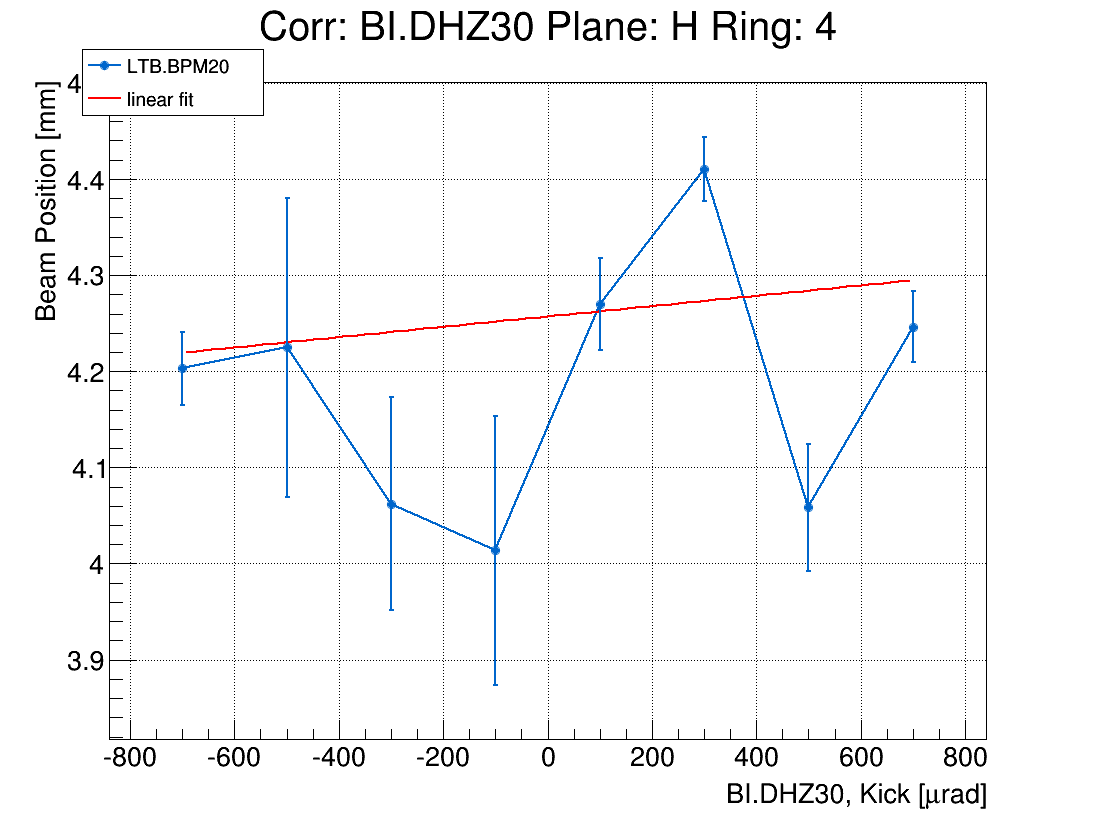 Corr: BI.DHZ30 Plane: H Ring: 4
LTB.BPM20
linear fit
Beam Position [mm]
4
4.4
4.3
4.2
4.1
4
3.9
-800 -600 -400 -200 0 200 400 600 800
BI.DHZ30, Kick [μrad]